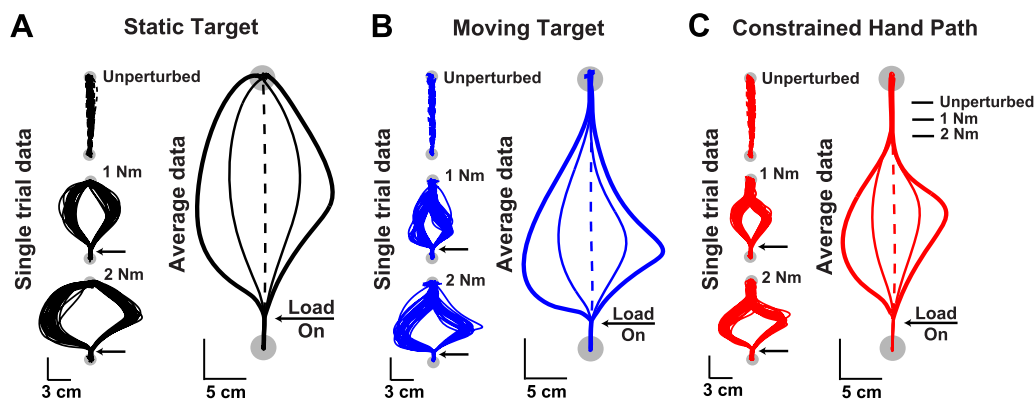 A
Static Target
Unperturbed
Single trial data
1 Nm
2 Nm
3 cm
Average data
Load
On
5 cm
B
Moving Target
Unperturbed
Single trial data
1 Nm
2 Nm
3 cm
Average data
Load
On
5 cm
C
Constrained Hand Path
Unperturbed
Single trial data
1 Nm
2 Nm
3 cm
Average data
Unperturbed
1 Nm
2 Nm
Load
On
5 cm